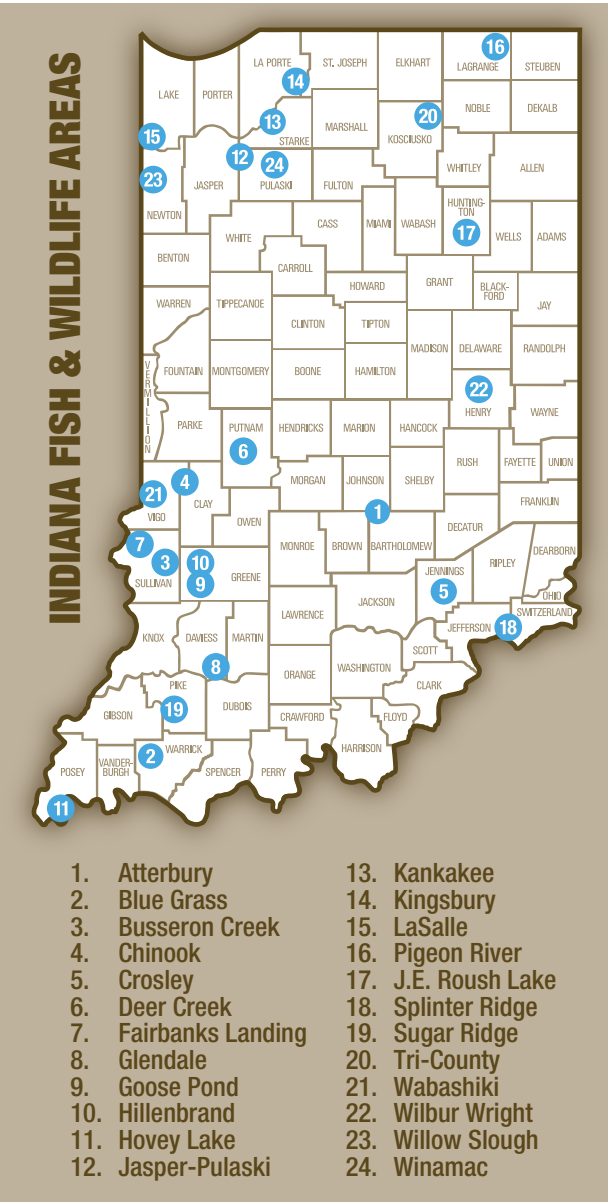 INDIANA FISH & WILDLIFE AREAS
16
LA PORTE
ST. JOSEPH
ELKHART
LAGRANGE
STEUBEN
14
LAKE
PORTER
20
NOBLE
DEKALB
13
15
STARKE
MARSHALL
KOSCIUSKO
12
24
23
JASPER
PULASKI
FULTON
WHITLEY
ALLEN
NEWTON
HUNTING-
TON
17
CASS
MIAMI
WABASH
WELLS
ADAMS
WHITE
BENTON
CARROLL
HOWARD
GRANT
BLACK-
FORD
WARREN
TIPPECANOE
JAY
CLINTON
TIPTON
MADISON
DELAWARE
RANDOLPH
VERMILLION
FOUNTAIN
MONTGOMERY
BOONE
HAMILTON
22
HENRY
WAYNE
PARKE
PUTNAM
6
HENDRICKS
MARION
HANCOCK
RUSH
FAYETTE
UNION
4
21
VIGO
CLAY
MORGAN
JOHNSON
SHELBY
FRANKLIN
1
OWEN
DECATUR
7
3
SULLIVAN
10
9
GREENE
MONROE
BROWN
BARTHOLOMEW
DEARBORN
RIPLEY
JENNINGS
5
OHIO
SWITZERLAND
LAWRENCE
JACKSON
JEFFERSON
18
KNOX
DAVIESS
MARTIN
8
SCOTT
WASHINGTON
ORANGE
PIKE
19
CLARK
GIBSON
DUBOIS
CRAWFORD
FLOYD
HARRISON
2
WARRICK
VANDER-
BURGH
POSEY
SPENCER
PERRY
11
1. Atterbury
2. Blue Grass
3. Busseron Creek
4. Chinook
5. Crosley
6. Deer Creek
7. Fairbanks Landing
8. Glendale
9. Goose Pond
10. Hillenbrand
11. Hovey Lake
12. Jasper-Pulaski
13. Kankakee
14. Kingsbury
15. LaSalle
16. Pigeon River
17. J.E. Roush Lake
18. Splinter Ridge
19. Sugar Ridge
20. Tri-County
21. Wabashiki
22. Wilbur Wright
23. Willow Slough
24. Winamac